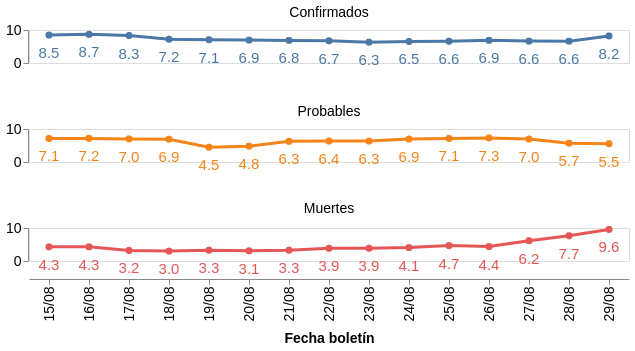 Confirmados
10
0
8.5 8.7 8.3 7.2 7.1 6.9 6.8 6.7 6.3 6.5 6.6 6.9 6.6 6.6 8.2
Probables
10
0
7.1 7.2 7.0 6.9 4.5 4.8 6.3 6.4 6.3 6.9 7.1 7.3 7.0 5.7 5.5
Muertes
10
0
4.3 4.3 3.2 3.0 3.3 3.1 3.3 3.9 3.9 4.1 4.7 4.4 6.2 7.7 9.6
15/08 16/08 17/08 18/08 19/08 20/08 21/08 22/08 23/08 24/08 25/08 26/08 27/08 28/08 29/08
Fecha boletín